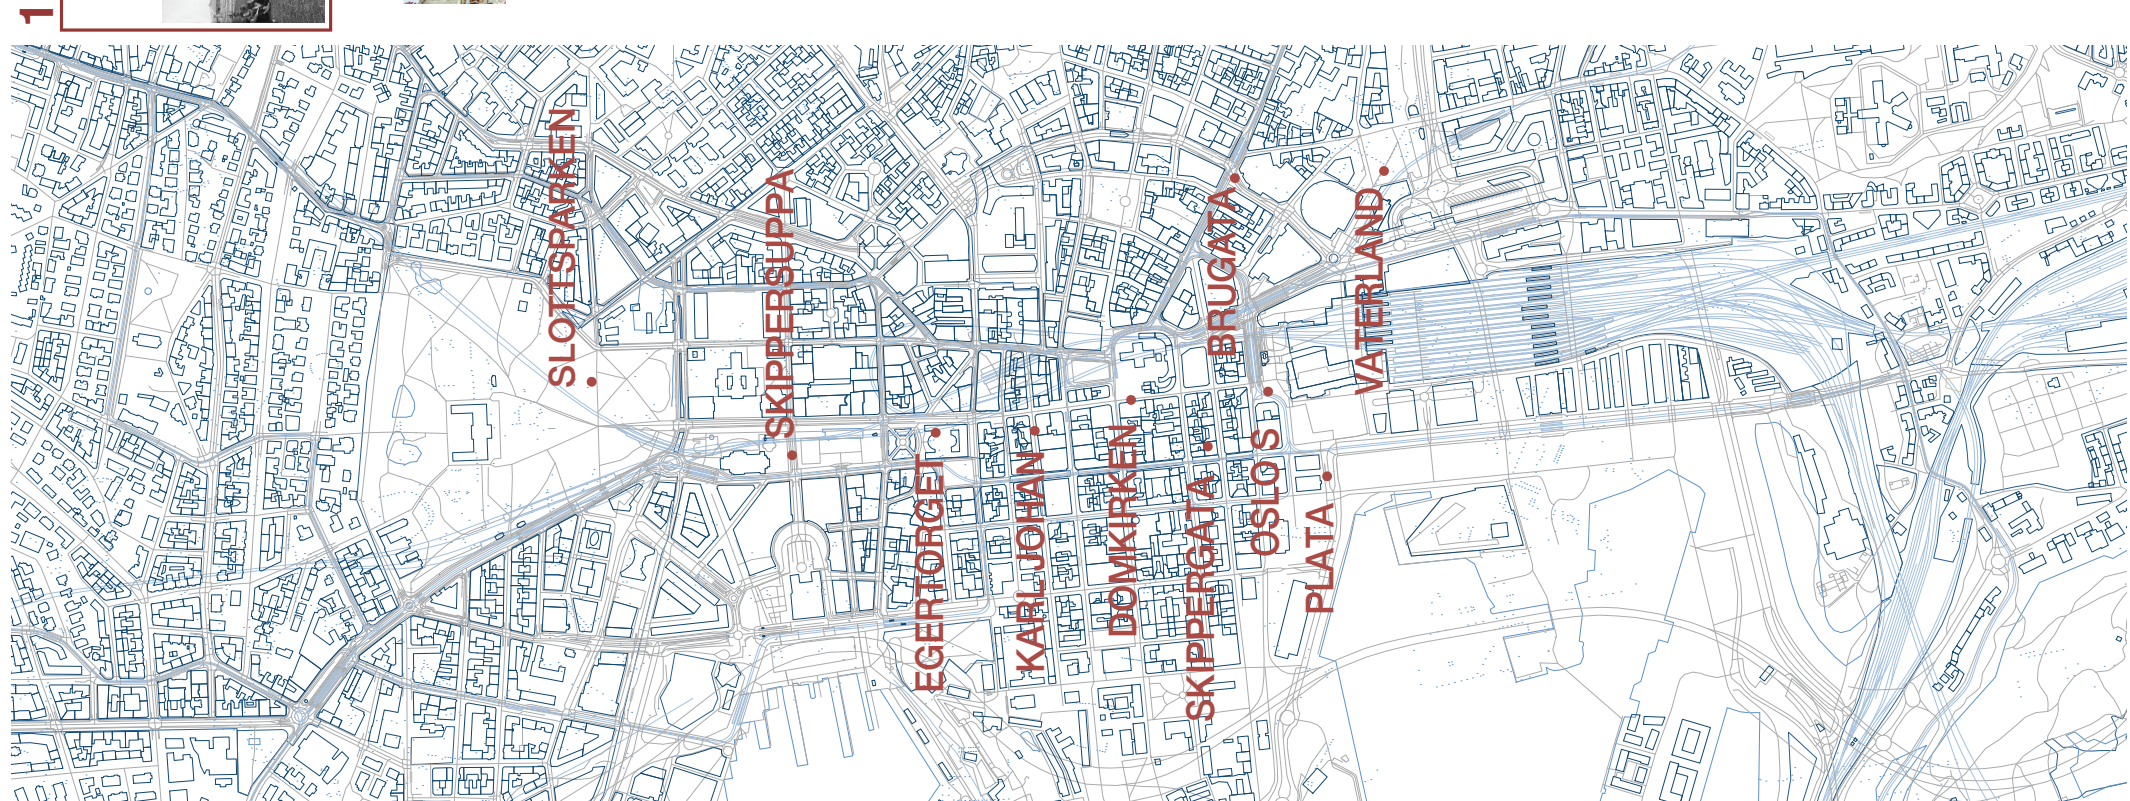 1
SLOTTSPARKEN
SKIPPERSUPPA
EGERTORGET
KARL JOHAN
DOMKIRKEN
SKIPPERGATA
BRUGATA
OSLO S
PLATA
VATERLAND